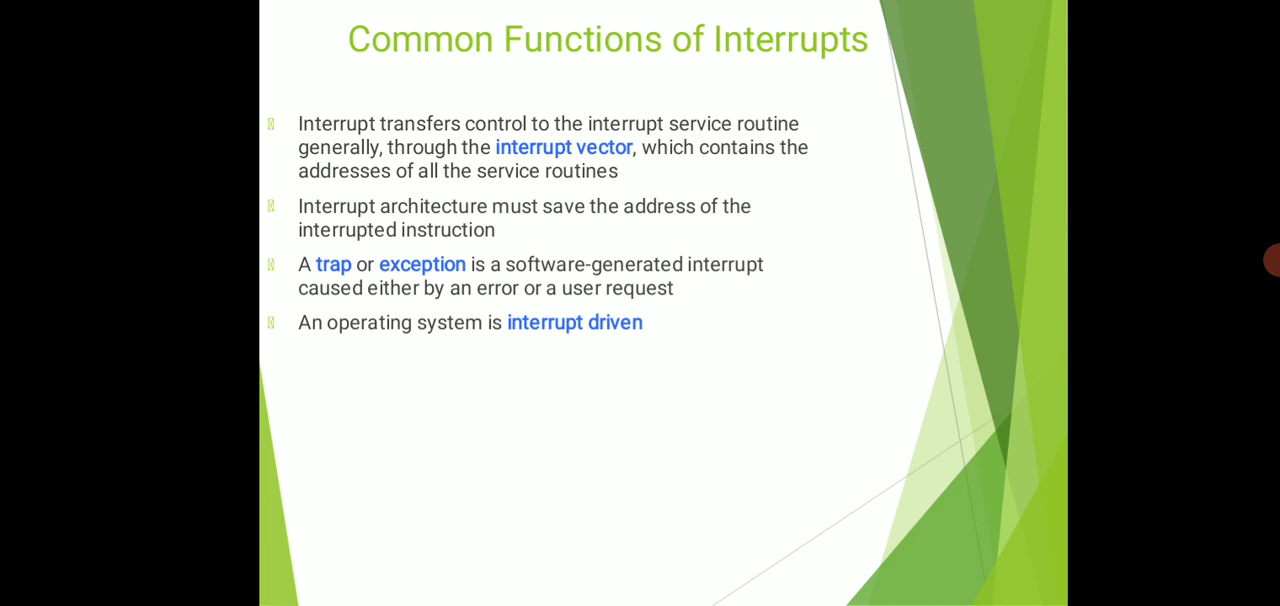 Common Functions of Interrupts
Interrupt transfers control to the interrupt service routine
generally, through the interrupt vector, which contains the
addresses of all the service routines
Interrupt architecture must save the address of the
interrupted instruction
A trap or exception is a software-generated interrupt
caused either by an error or a user request
An operating system is interrupt driven